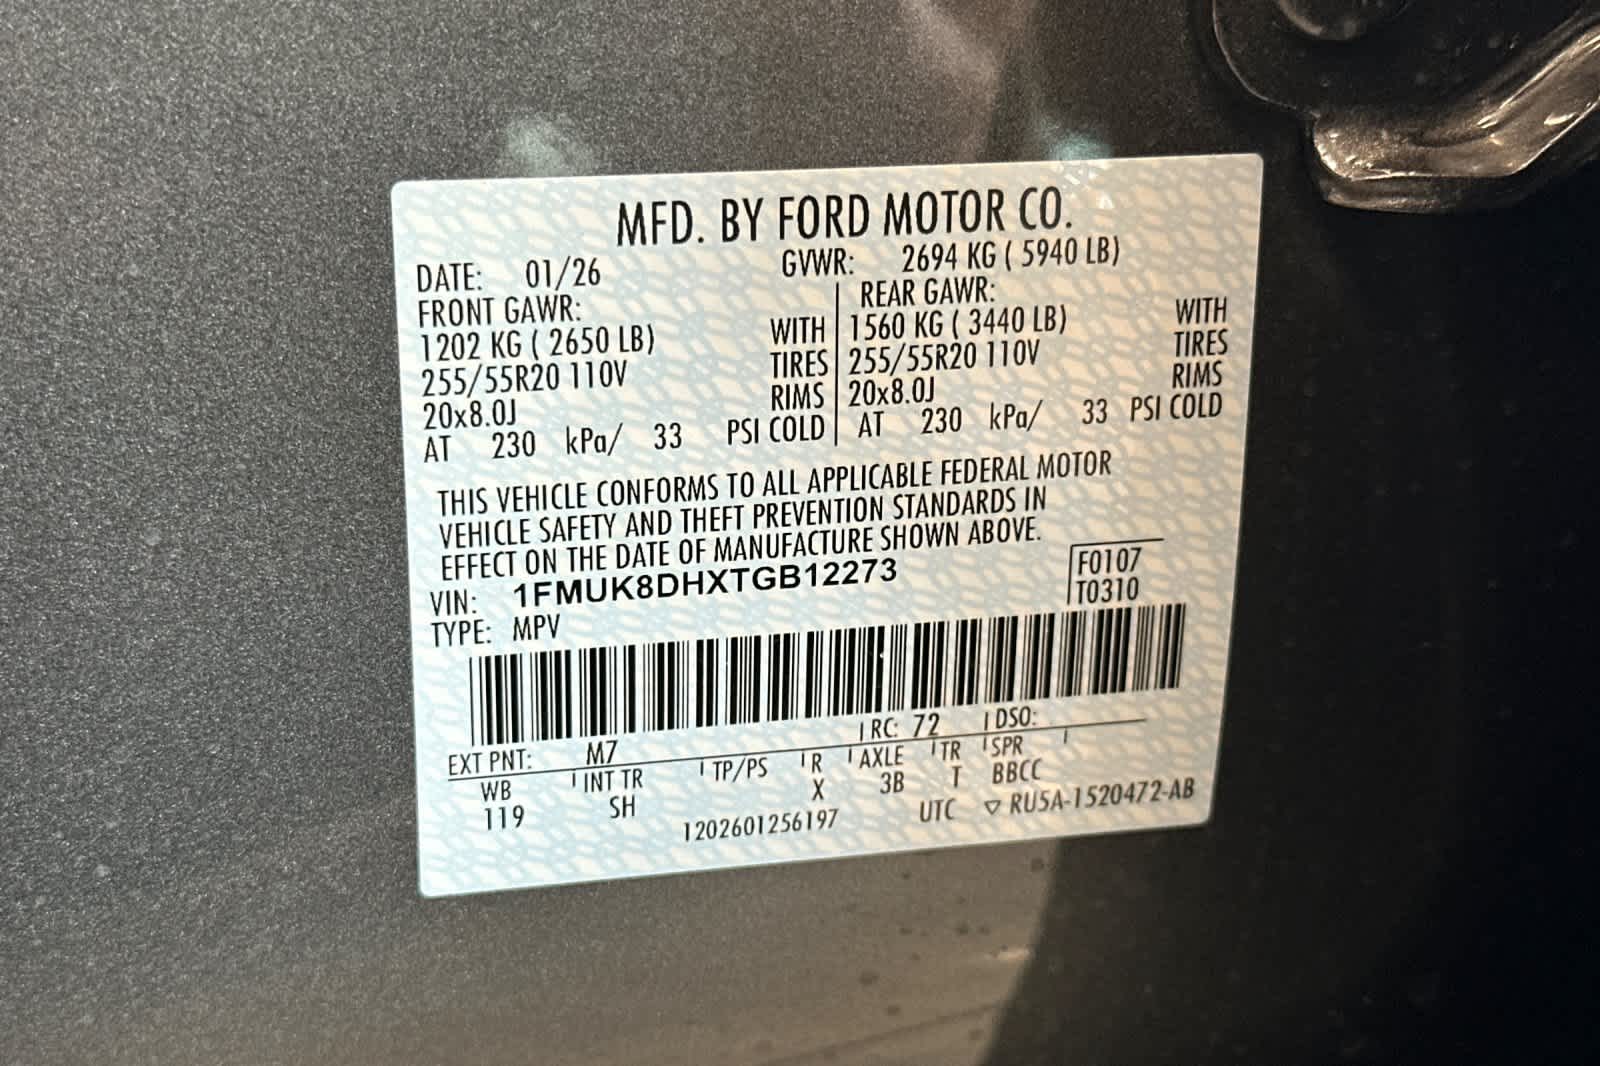 MFD. BY FORD MOTOR CO.
DATE: 01/26 GVWR: 2694 KG ( 5940 LB)
FRONT GAWR: REAR GAWR:
1202 KG ( 2650 LB) WITH 1560 KG ( 3440 LB) WITH
255/55R20 110V TIRES 255/55R20 110V TIRES
20x8.0J RIMS 20x8.0J RIMS
AT 230 kPa/ 33 PSI COLD AT 230 kPa/ 33 PSI COLD
THIS VEHICLE CONFORMS TO ALL APPLICABLE FEDERAL MOTOR
VEHICLE SAFETY AND THEFT PREVENTION STANDARDS IN
EFFECT ON THE DATE OF MANUFACTURE SHOWN ABOVE.
VIN: 1FMUK8DHXTGB12273 F0107
TYPE: MPV T0310
EXT PNT: M7 RC: 72 DSO:
WB INT TR TP/PS R AXLE TR SPR
119 SH X 3B T BBCC
1202601256197 UTC ▽ RU5A-1520472-AB